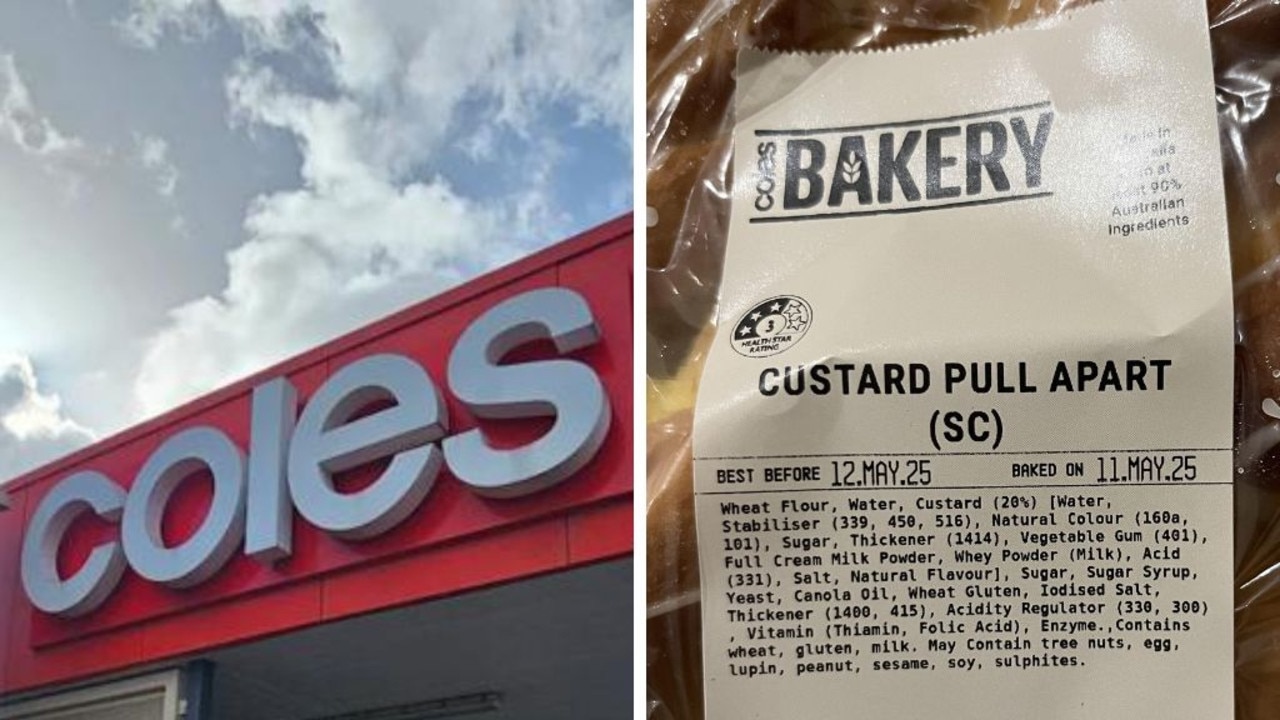 coles
coles BAKERY
Made in
at
90%
Australian
Ingredients
3
HEALTH STAR
RATING
CUSTARD PULL APART
(SC)
BEST BEFORE 12.MAY.25 BAKED ON 11.MAY.25
Wheat Flour, Water, Custard (20%) [Water,
Stabiliser (339, 450, 516), Natural Colour (160a,
101), Sugar, Thickener (1414), Vegetable Gum (401),
Full Cream Milk Powder, Whey Powder (Milk), Acid
(331), Salt, Natural Flavour], Sugar, Sugar Syrup,
Yeast, Canola Oil, Wheat Gluten, Iodised Salt,
Thickener (1400, 415), Acidity Regulator (330, 300)
, Vitamin (Thiamin, Folic Acid), Enzyme.,Contains
wheat, gluten, milk. May Contain tree nuts, egg,
lupin, peanut, sesame, soy, sulphites.